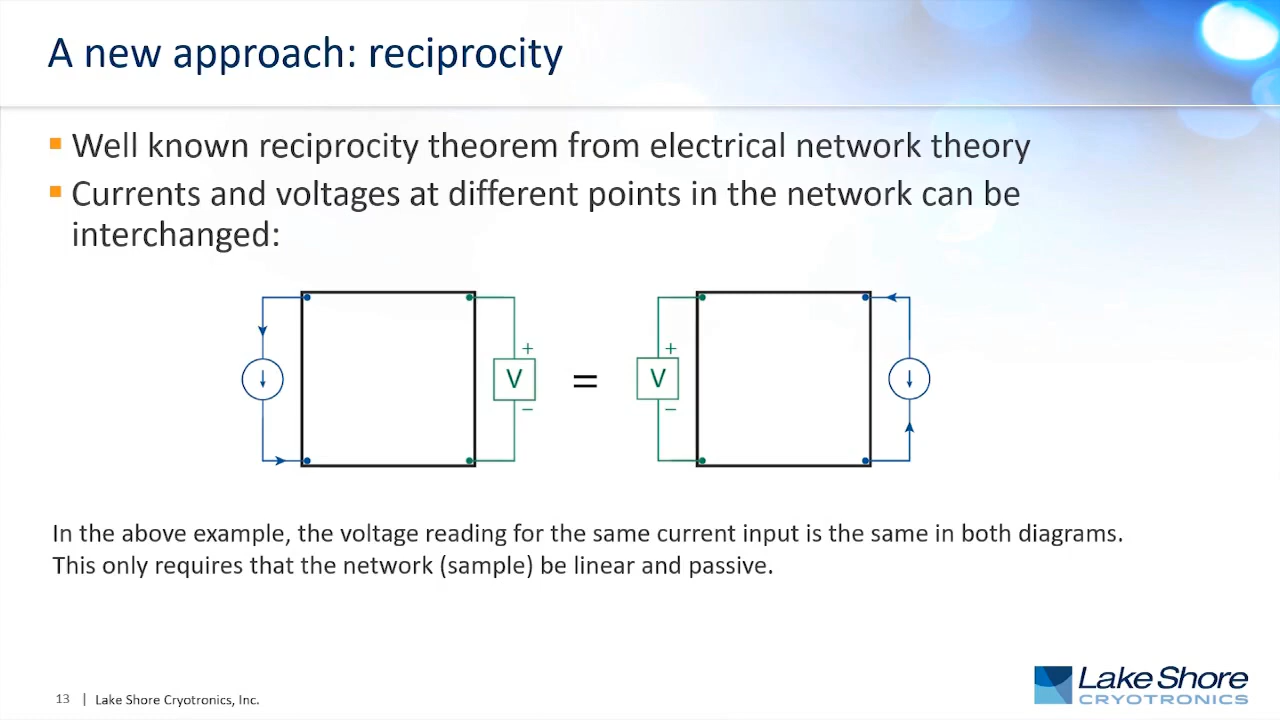 A new approach: reciprocity
Well known reciprocity theorem from electrical network theory
Currents and voltages at different points in the network can be
interchanged:
+
V
−
=
+
V
−
In the above example, the voltage reading for the same current input is the same in both diagrams.
This only requires that the network (sample) be linear and passive.
13 | Lake Shore Cryotronics, Inc.
Lake Shore
CRYOTRONICS